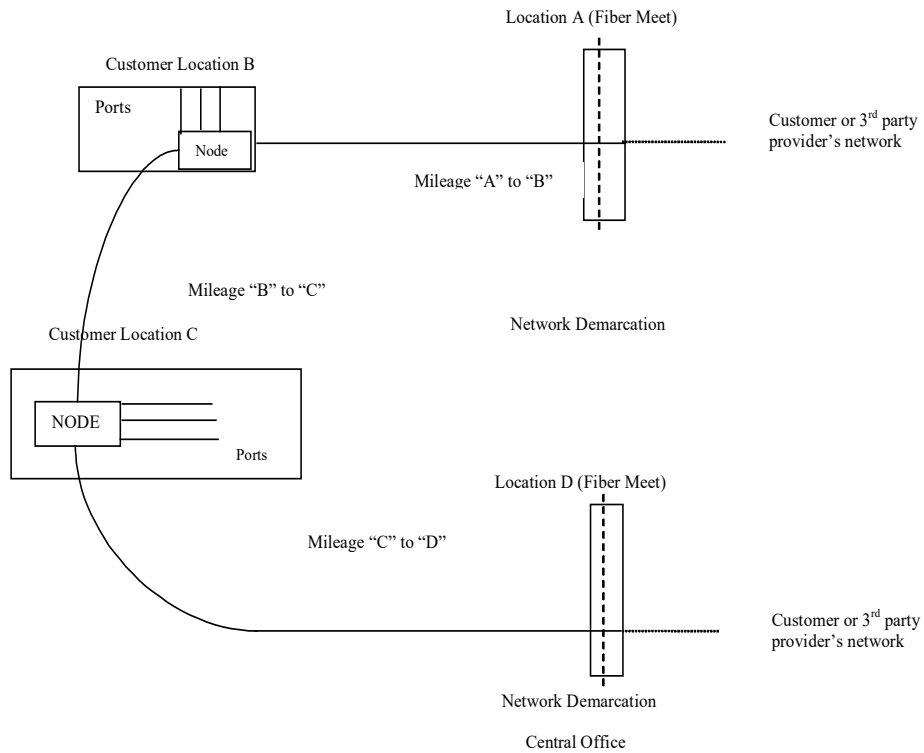 Location A (Fiber Meet)
Customer Location B
Ports
Node
Customer or 3rd party
provider’s network
Mileage “A” to “B”
Mileage “B” to “C”
Network Demarcation
Customer Location C
NODE
Ports
Location D (Fiber Meet)
Mileage “C” to “D”
Customer or 3rd party
provider’s network
Network Demarcation
Central Office